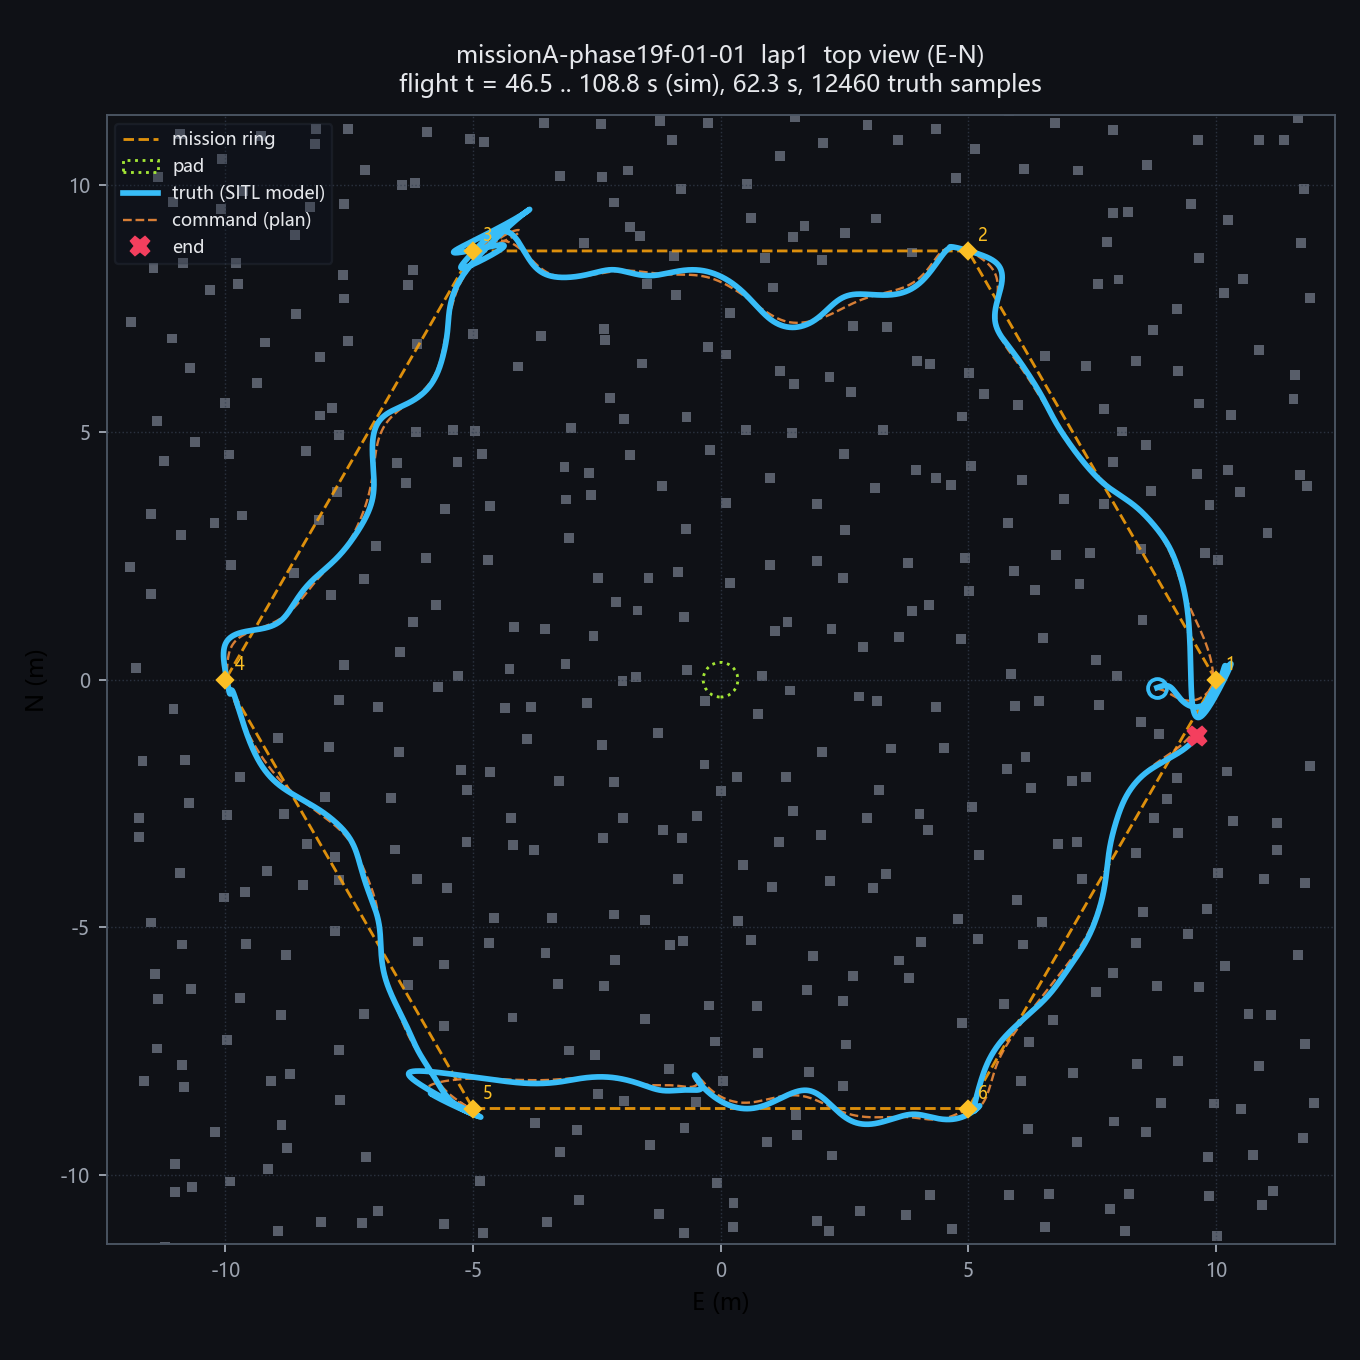 missionA-phase19f-01-01 lap1 top view (E-N)
flight t = 46.5 .. 108.8 s (sim), 62.3 s, 12460 truth samples
mission ring
pad
truth (SITL model)
command (plan)
end
10
5
0
-5
-10
N (m)
3
2
4
1
5
6
-10
-5
0
5
10
E (m)